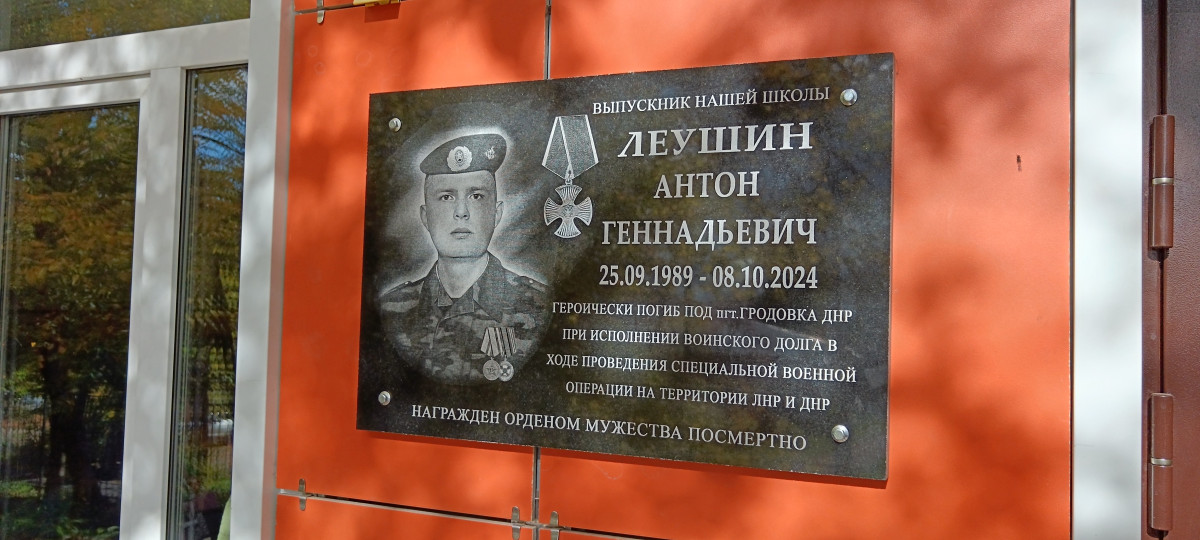 ВЫПУСКНИК НАШЕЙ ШКОЛЫ
ЛЕУШИН
АНТОН
ГЕННАДЬЕВИЧ
25.09.1989 - 08.10.2024
ГЕРОИЧЕСКИ ПОГИБ ПОД пгт.ГРОДОВКА ДНР
ПРИ ИСПОЛНЕНИИ ВОИНСКОГО ДОЛГА В
ХОДЕ ПРОВЕДЕНИЯ СПЕЦИАЛЬНОЙ ВОЕННОЙ
ОПЕРАЦИИ НА ТЕРРИТОРИИ ЛНР И ДНР
НАГРАЖДЕН ОРДЕНОМ МУЖЕСТВА ПОСМЕРТНО